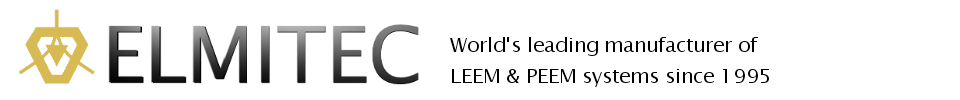 ELMITEC
World's leading manufacturer of
LEEM & PEEM systems since 1995